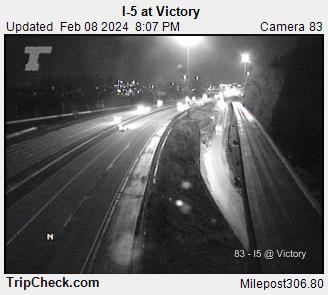 I-5 at Victory
Updated Feb 08 2024 8:07 PM
Camera 83
T
N
83 - I5 @ Victory
TripCheck.com
Milepost306.80